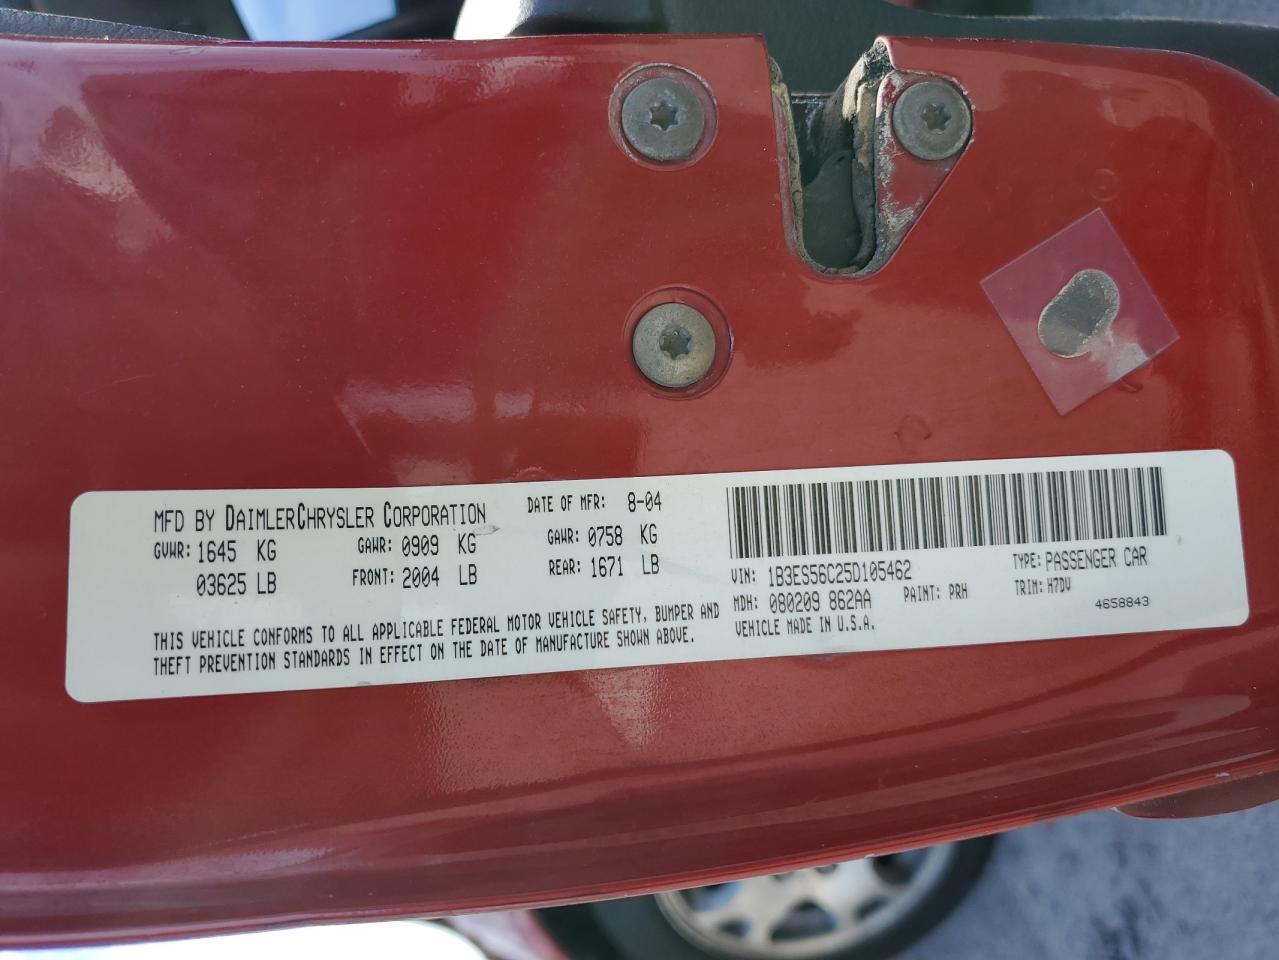 MFD BY DAIMLERCHRYSLER CORPORATION DATE OF MFR: 8-04
GVWR: 1645 KG GAWR: 0909 KG GAWR: 0758 KG
03625 LB FRONT: 2004 LB REAR: 1671 LB
THIS VEHICLE CONFORMS TO ALL APPLICABLE FEDERAL MOTOR VEHICLE SAFETY, BUMPER AND
THEFT PREVENTION STANDARDS IN EFFECT ON THE DATE OF MANUFACTURE SHOWN ABOVE.
VIN: 1B3ES56C25D105462 TYPE: PASSENGER CAR
MDH: 080209 862AA PAINT: PRH TRIM: H7DV
VEHICLE MADE IN U.S.A. 4658843